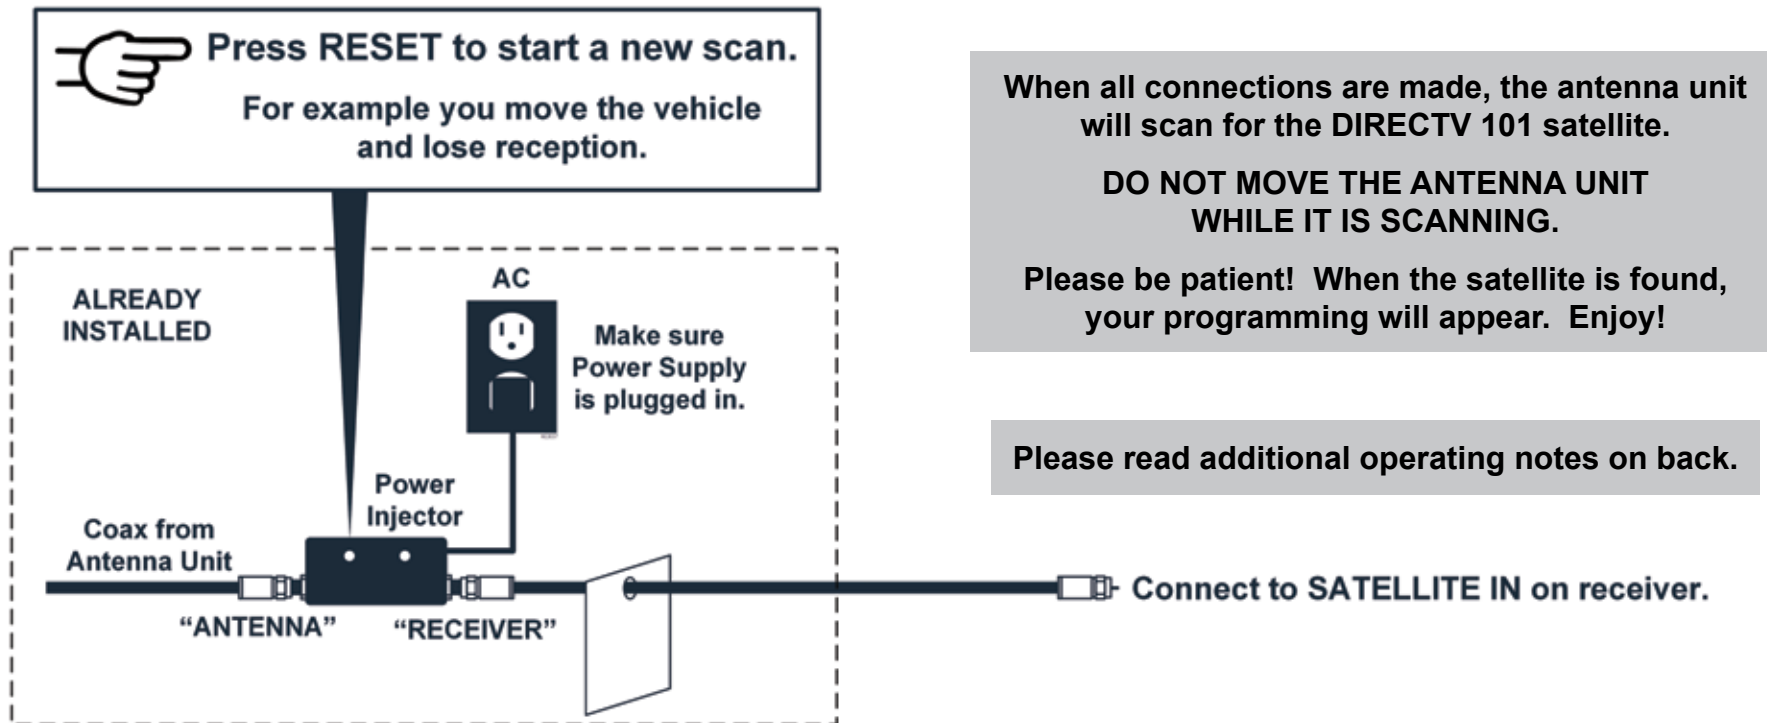 Press RESET to start a new scan.
For example you move the vehicle
and lose reception.
When all connections are made, the antenna unit
will scan for the DIRECTV 101 satellite.
DO NOT MOVE THE ANTENNA UNIT
WHILE IT IS SCANNING.
Please be patient! When the satellite is found,
your programming will appear. Enjoy!
Please read additional operating notes on back.
ALREADY
INSTALLED
AC
Make sure
Power Supply
is plugged in.
Power
Injector
Coax from
Antenna Unit
"ANTENNA"
"RECEIVER"
Connect to SATELLITE IN on receiver.